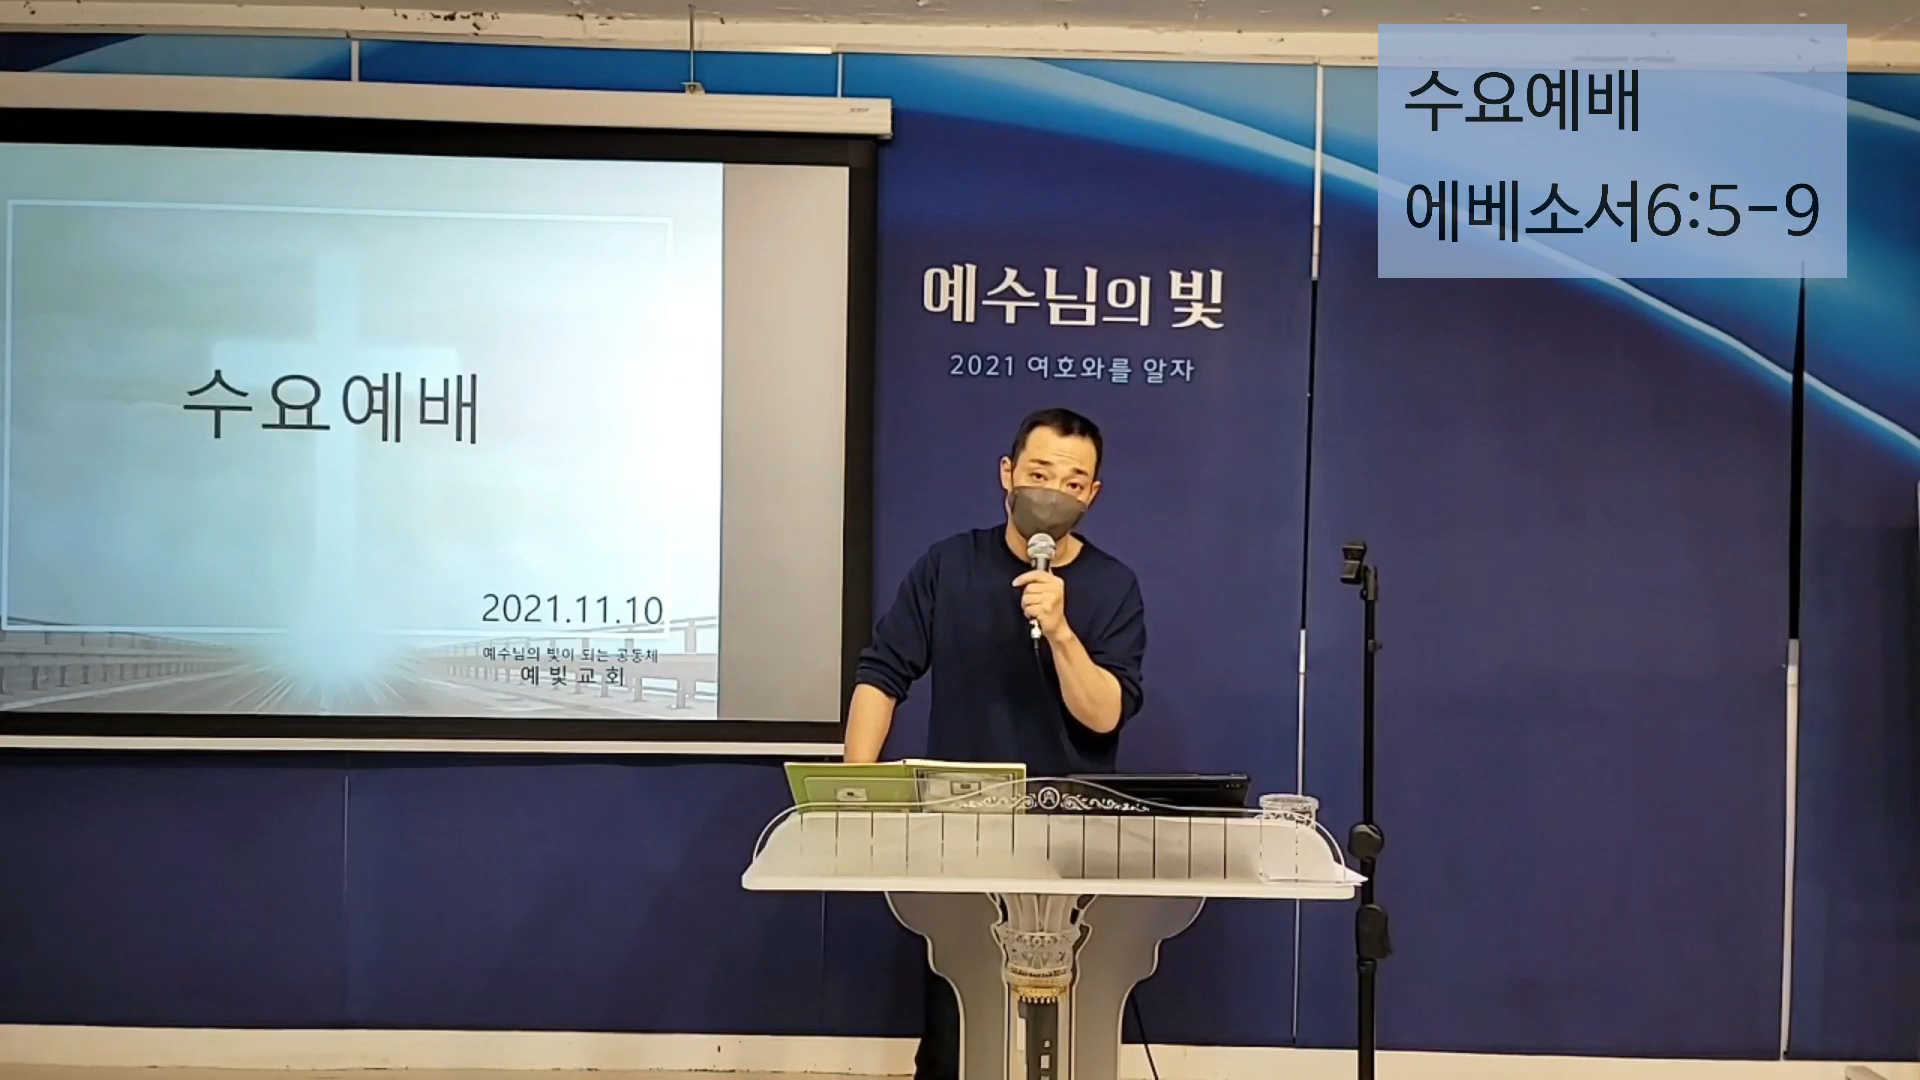 수요예배
에베소서6:5-9
예수님의 빛
2021 여호와를 알자
수요예배
2021.11.10
예수님의 빛이 되는 공동체
예빛교회